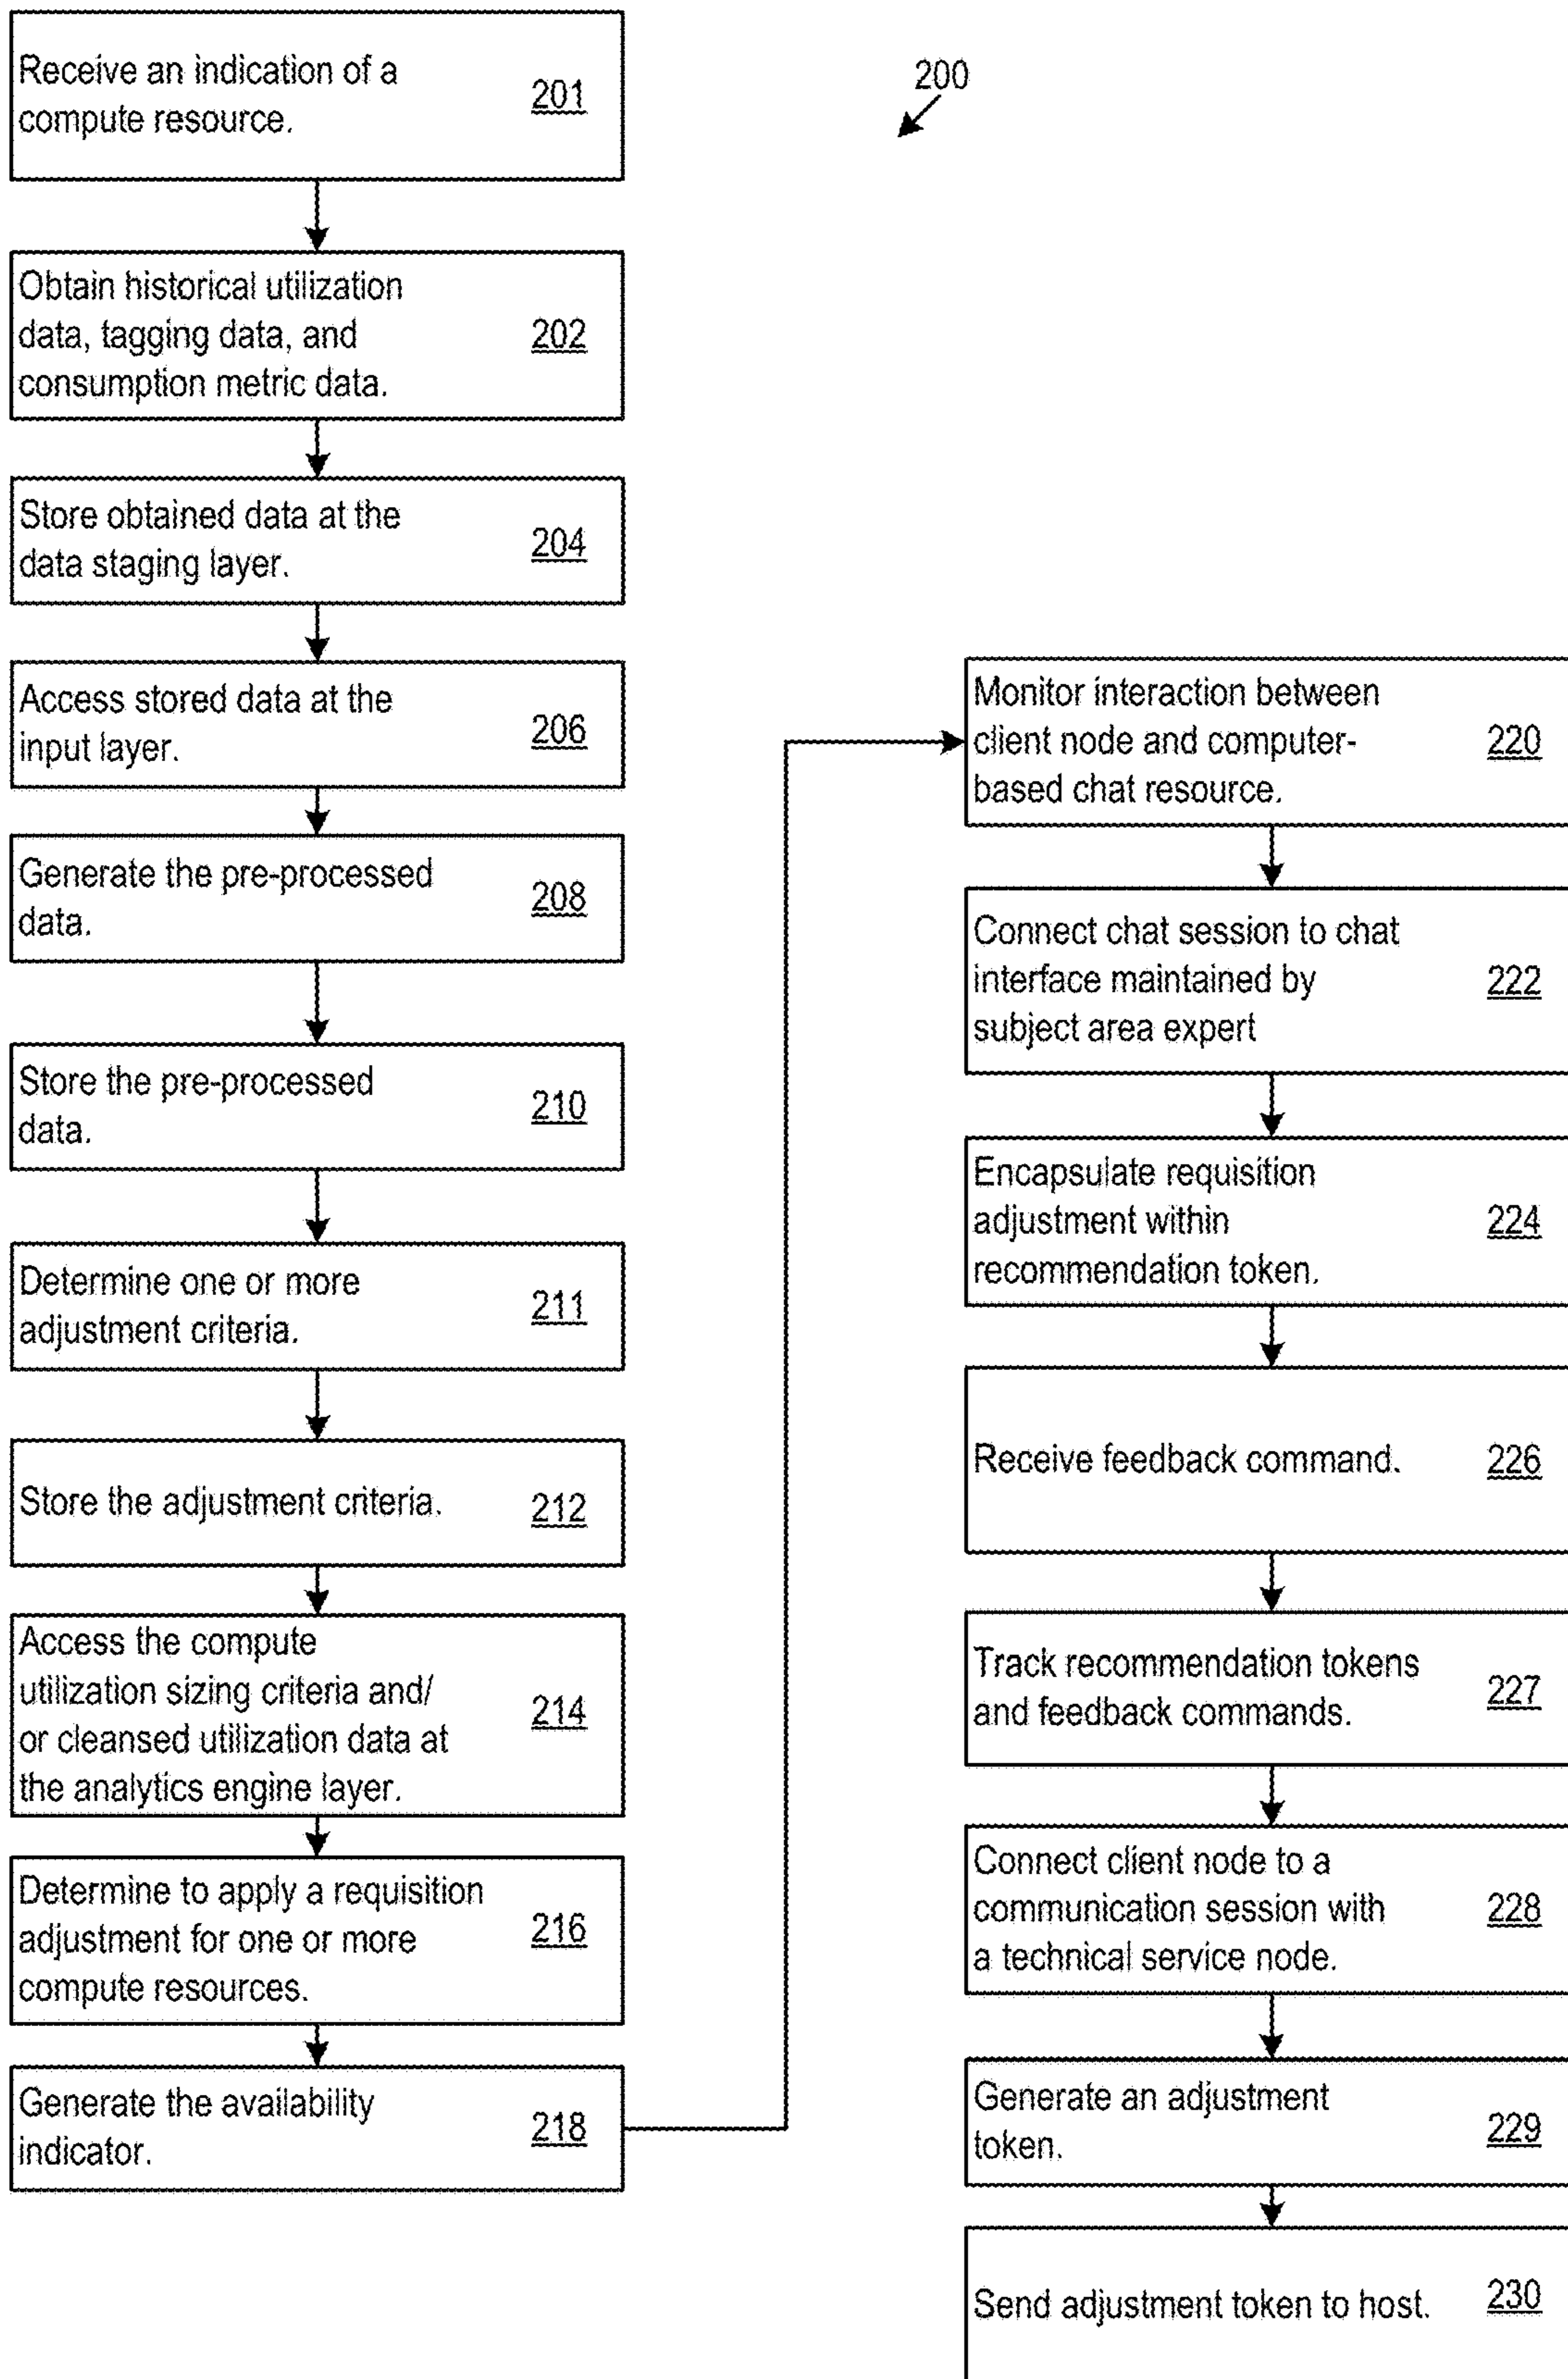 200
Receive an indication of a
compute resource.
201
Obtain historical utilization
data, tagging data, and
consumption metric data.
202
Store obtained data at the
data staging layer.
204
Access stored data at the
input layer.
206
Generate the pre-processed
data.
208
Store the pre-processed
data.
210
Determine one or more
adjustment criteria.
211
Store the adjustment criteria.
212
Access the compute
utilization sizing criteria and/
or cleansed utilization data at
the analytics engine layer.
214
Determine to apply a requisition
adjustment for one or more
compute resources.
216
Generate the availability
indicator.
218
Monitor interaction between
client node and computer-
based chat resource.
220
Connect chat session to chat
interface maintained by
subject area expert
222
Encapsulate requisition
adjustment within
recommendation token.
224
Receive feedback command.
226
Track recommendation tokens
and feedback commands.
227
Connect client node to a
communication session with
a technical service node.
228
Generate an adjustment
token.
229
Send adjustment token to host.
230